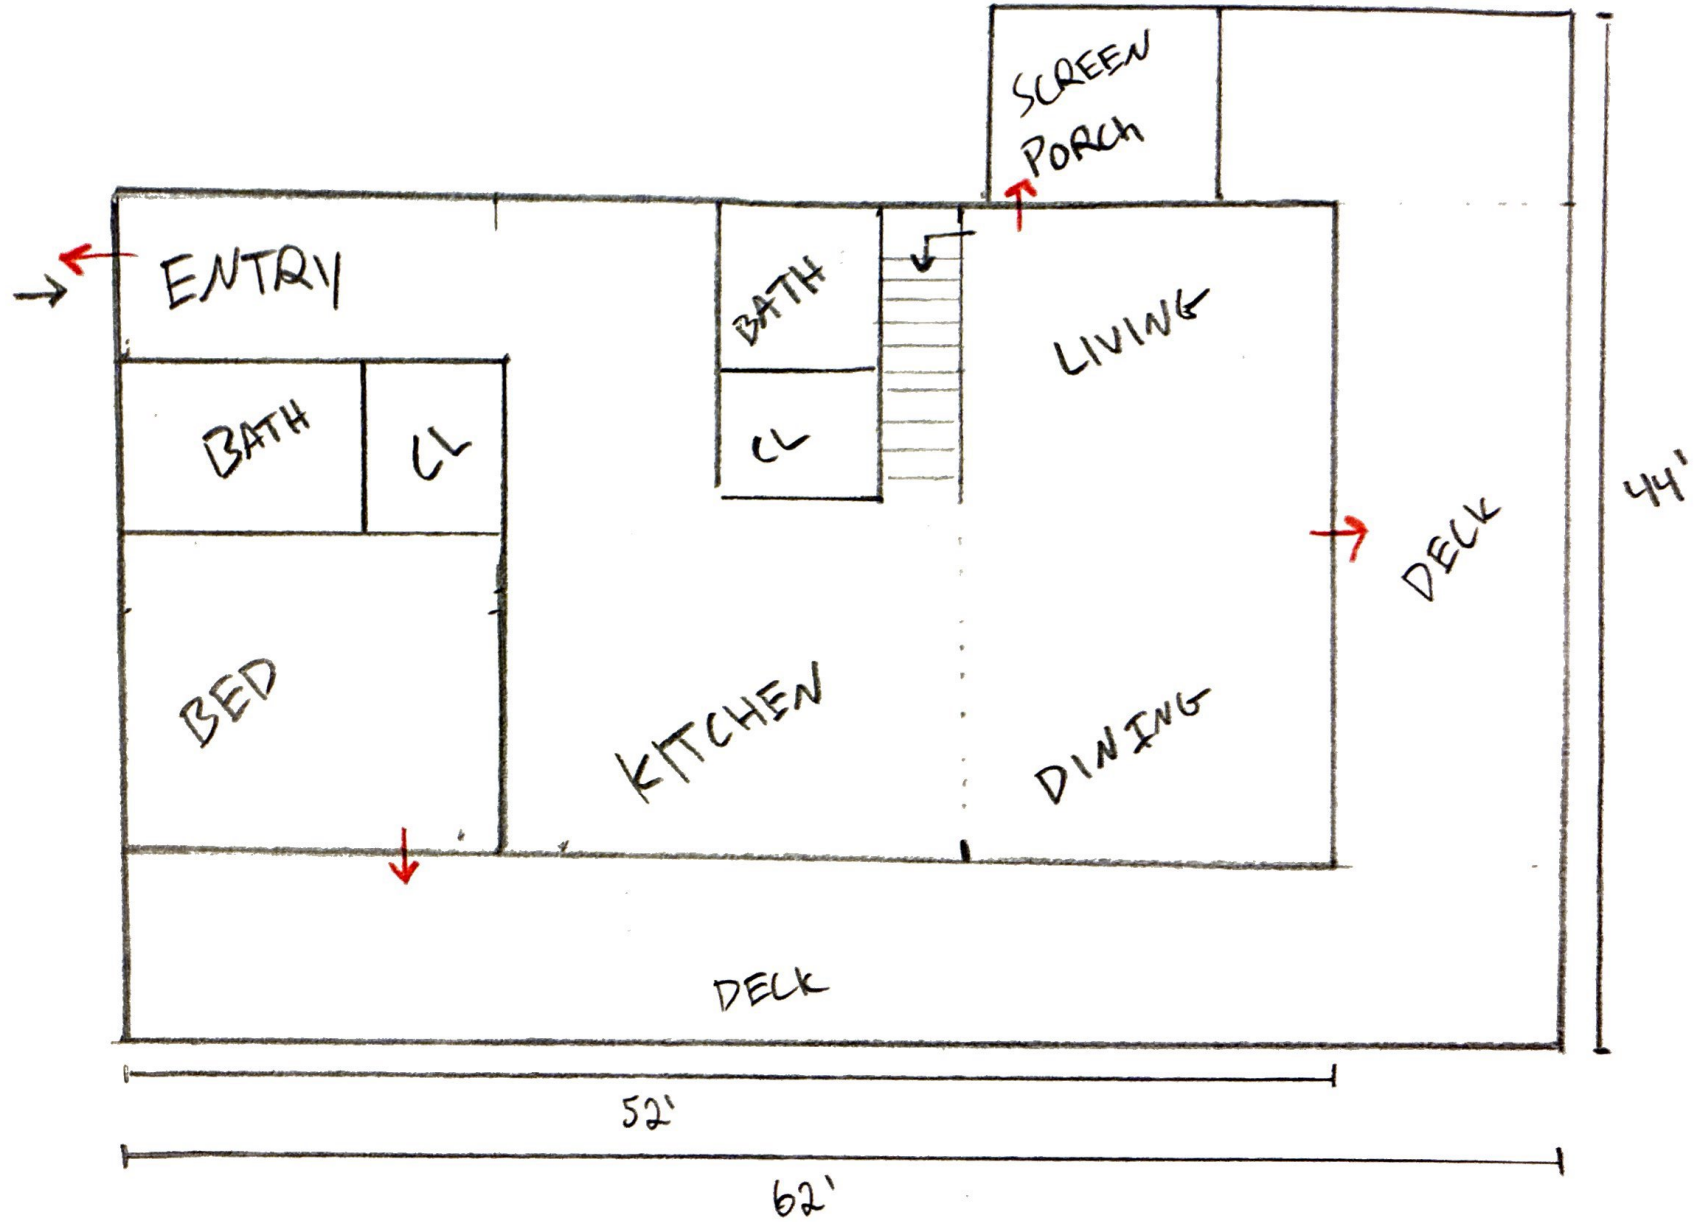 SCREEN
PORCH
ENTRY
BATH
LIVING
BATH
CL
CL
44'
DECK
BED
KITCHEN
DINING
DECK
52'
62'